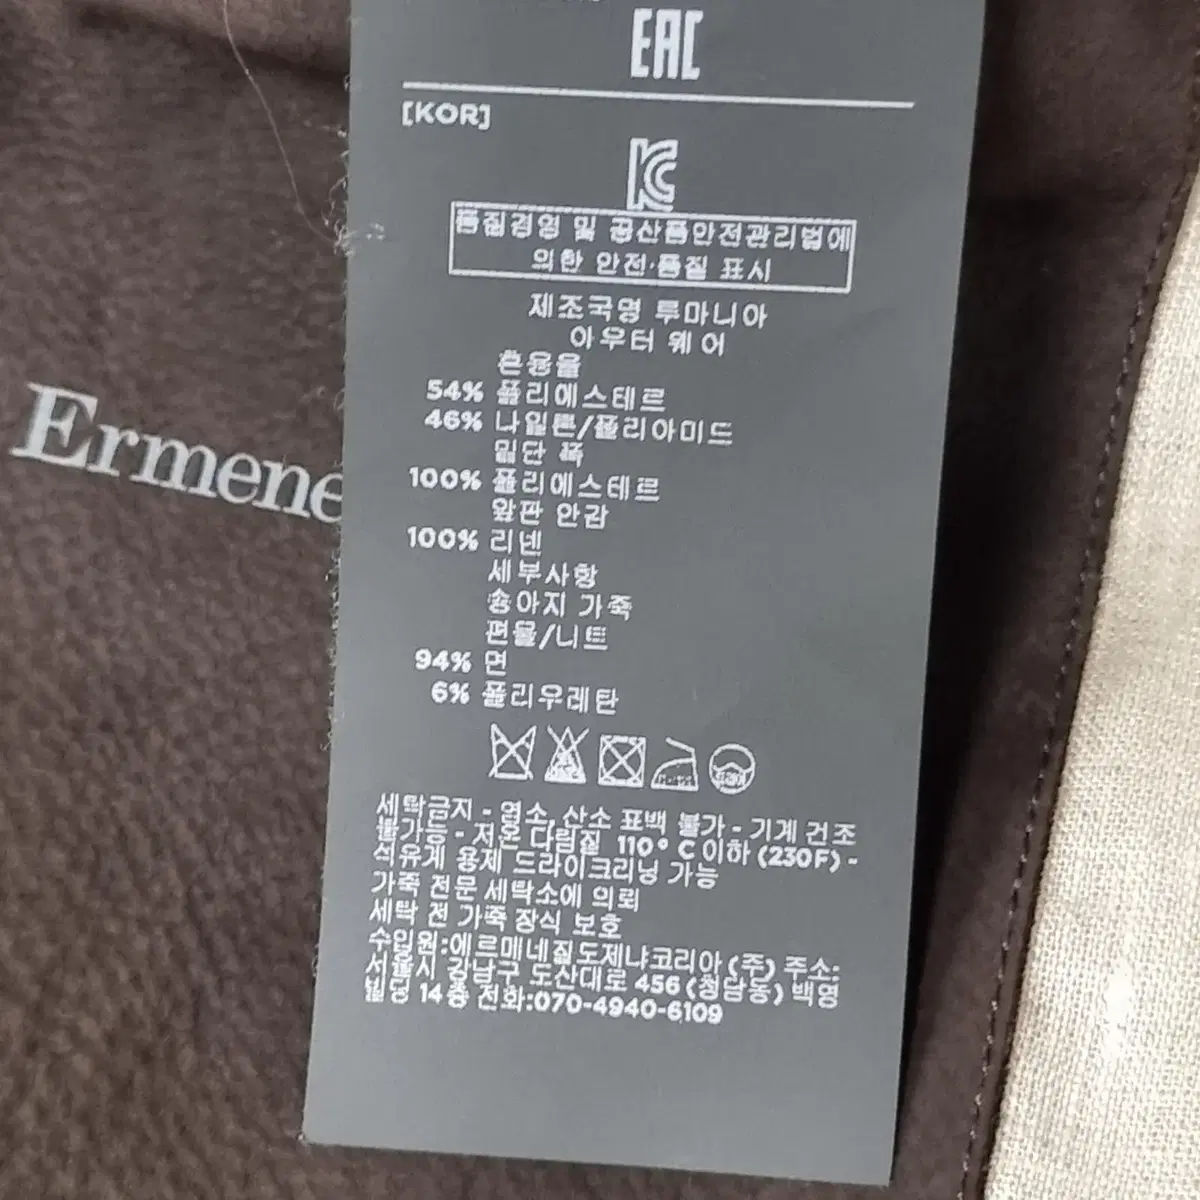 EAC
[KOR]
품질경영 및 공산품안전관리법에
의한 안전·품질 표시
제조국명 루마니아
아우터 웨어
혼용율
54% 폴리에스테르
46% 나일론/폴리아미드
밑단 폭
100% 폴리에스테르
앞판 안감
100% 리넨
세부사항
송아지 가죽
편물/니트
94% 면
6% 폴리우레탄
세탁금지 - 염소, 산소 표백 불가 - 기계 건조
불가능 - 저온 다림질 110° C 이하 (230F) -
석유계 용제 드라이크리닝 가능
가죽 전문 세탁소에 의뢰
세탁 전 가죽 장식 보호
수입원:에르메네질도제냐코리아 (주) 주소:
서울시 강남구 도산대로 456 (청담동) 백영
빌딩 14층 전화:070-4940-6109
Ermene